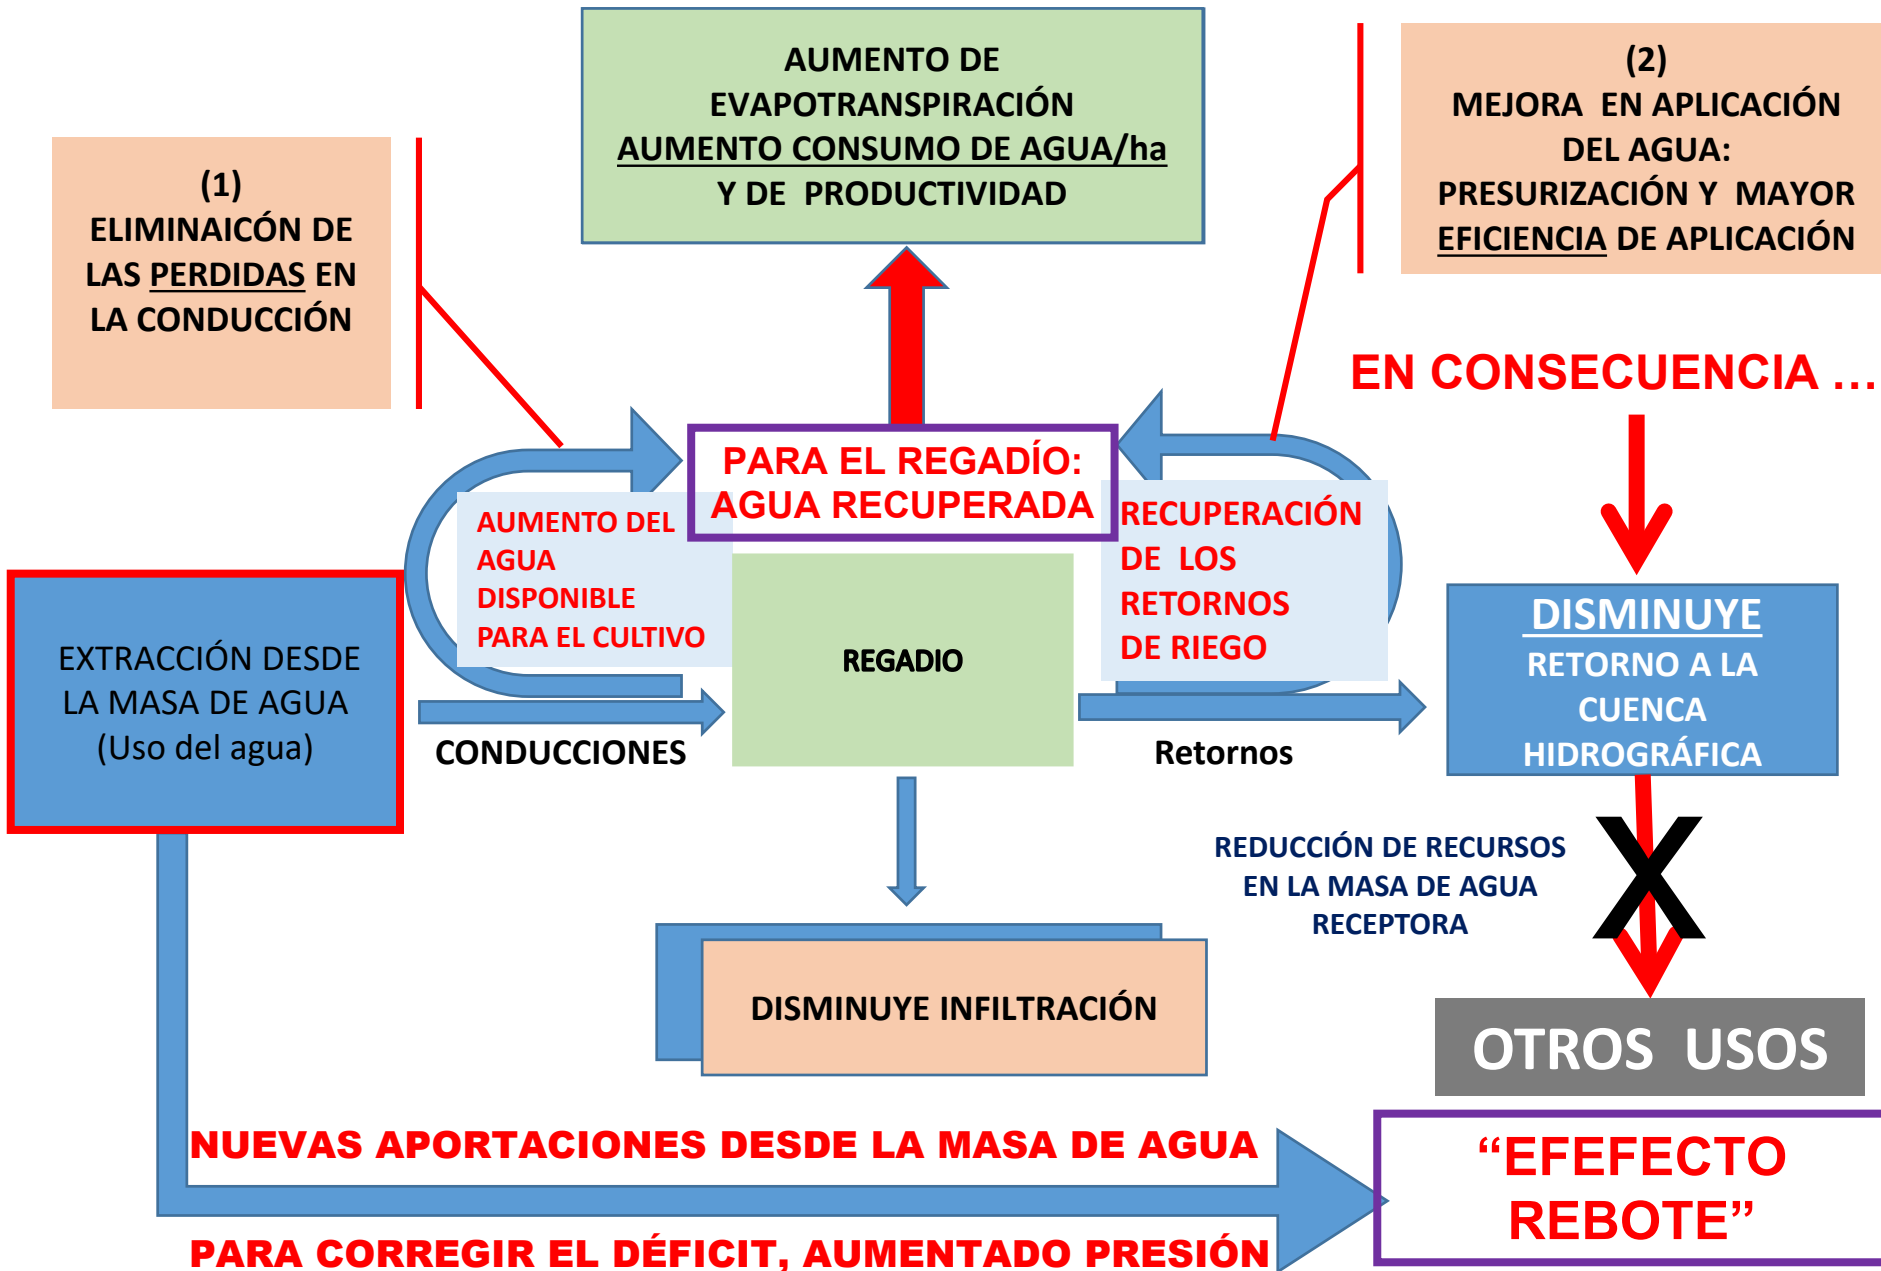 AUMENTO DE
EVAPOTRANSPIRACIÓN
AUMENTO CONSUMO DE AGUA/ha
Y DE PRODUCTIVIDAD
(2)
MEJORA EN APLICACIÓN
DEL AGUA:
PRESURIZACIÓN Y MAYOR
EFICIENCIA DE APLICACIÓN
(1)
ELIMINAICÓN DE
LAS PERDIDAS EN
LA CONDUCCIÓN
EN CONSECUENCIA ...
PARA EL REGADÍO:
AGUA RECUPERADA
AUMENTO DEL
AGUA
DISPONIBLE
PARA EL CULTIVO
RECUPERACIÓN
DE LOS
RETORNOS
DE RIEGO
EXTRACCIÓN DESDE
LA MASA DE AGUA
(Uso del agua)
REGADIO
DISMINUYE
RETORNO A LA
CUENCA
HIDROGRÁFICA
CONDUCCIONES
Retornos
REDUCCIÓN DE RECURSOS
EN LA MASA DE AGUA
RECEPTORA
X
DISMINUYE INFILTRACIÓN
OTROS USOS
NUEVAS APORTACIONES DESDE LA MASA DE AGUA
PARA CORREGIR EL DÉFICIT, AUMENTADO PRESIÓN
“EFEFECTO
REBOTE”